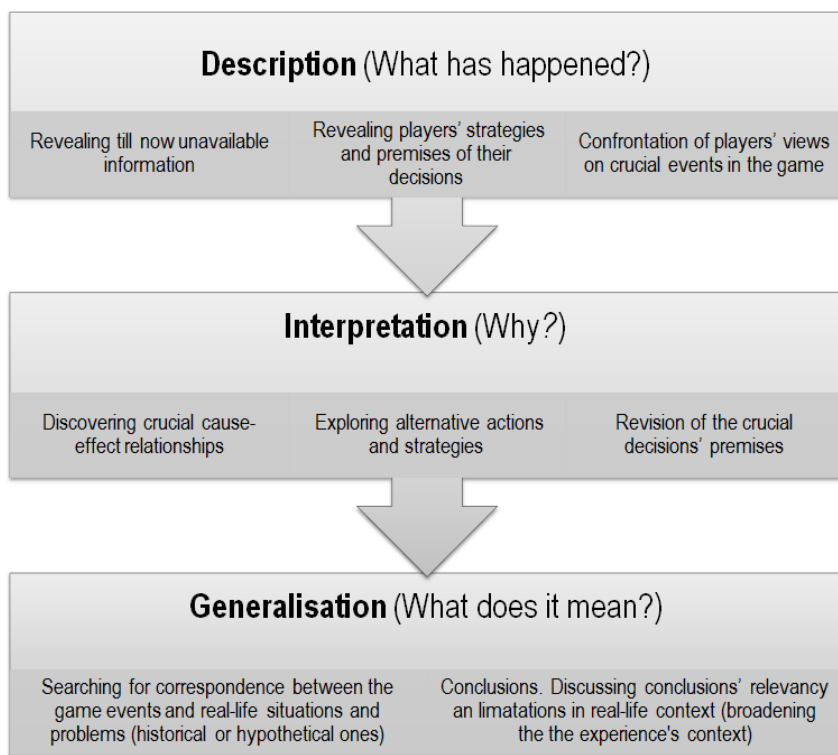 Description (What has happened?)
Revealing till now unavailable
information
Revealing players' strategies
and premises of their
decisions
Confrontation of players' views
on crucial events in the game
Interpretation (Why?)
Discovering crucial cause-
effect relationships
Exploring alternative actions
and strategies
Revision of the crucial
decisions' premises
Generalisation (What does it mean?)
Searching for correspondence between the
game events and real-life situations and
problems (historical or hypothetical ones)
Conclusions. Discussing conclusions' relevancy
an limatations in real-life context (broadening
the the experience's context)